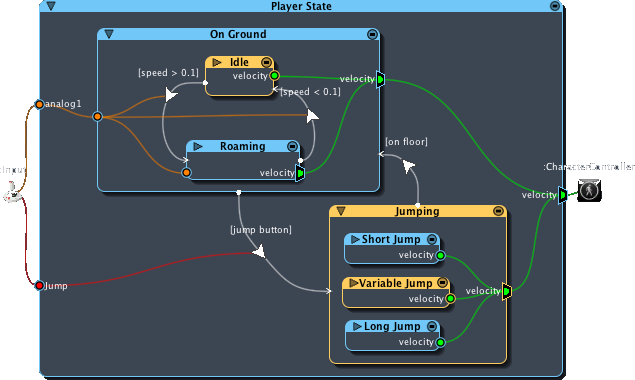 Player State
On Ground
Idle
velocity
[speed > 0.1]
[speed < 0.1]
velocity
analog1
Roaming
velocity
[on floor]
:Input
:CharacterController
Jumping
[jump button]
Short Jump
velocity
Variable Jump
velocity
velocity
Jump
Long Jump
velocity